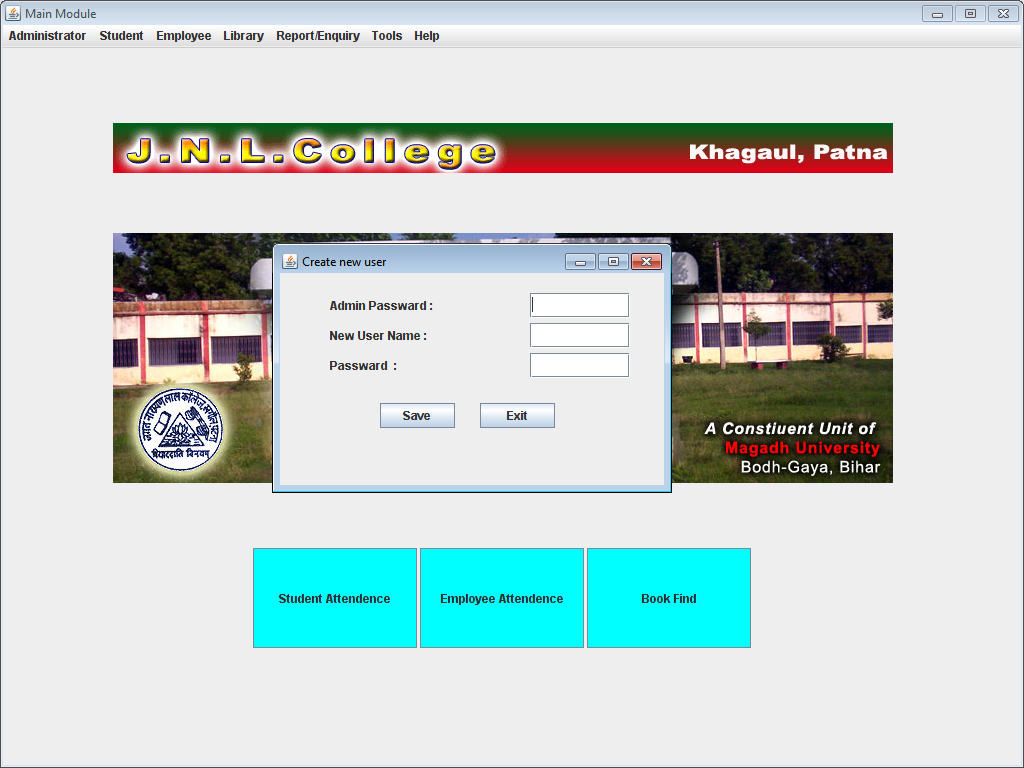 Main Module
Administrator Student Employee Library Report/Enquiry Tools Help
J.N.L.College
Khagaul, Patna
Create new user
Admin Password :
New User Name :
Password :
Save Exit
A Constiuent Unit of
Magadh University
Bodh-Gaya, Bihar
Student Attendence Employee Attendence Book Find